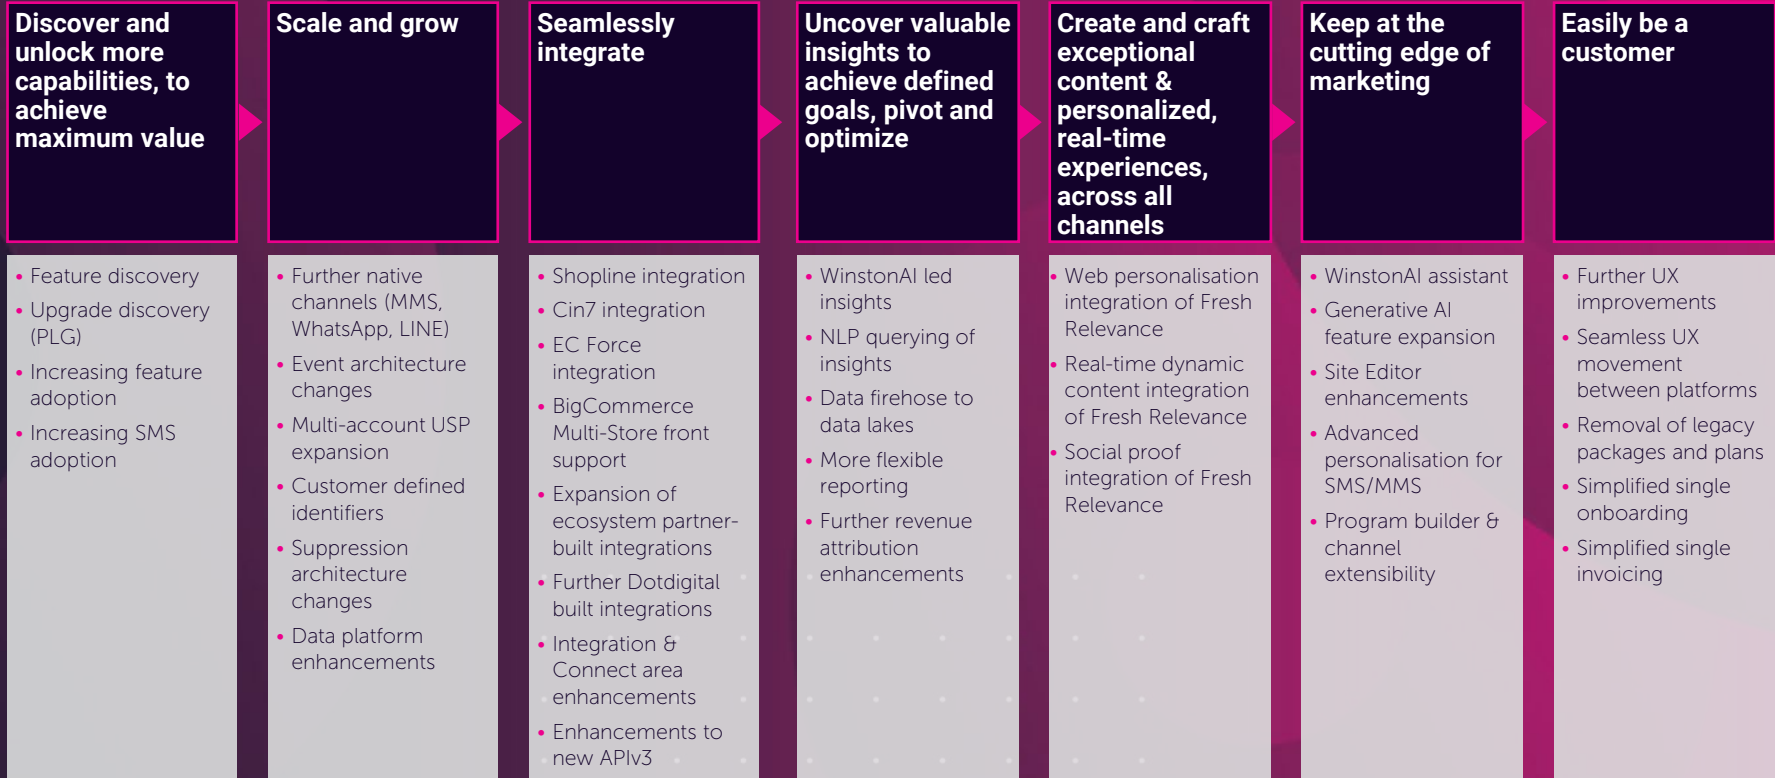 Discover and
unlock more
capabilities, to
achieve
maximum value
• Feature discovery
• Upgrade discovery
(PLG)
• Increasing feature
adoption
• Increasing SMS
adoption
Scale and grow
• Further native
channels (MMS,
WhatsApp, LINE)
• Event architecture
changes
• Multi-account USP
expansion
• Customer defined
identifiers
• Suppression
architecture
changes
• Data platform
enhancements
Seamlessly
integrate
• Shopline integration
• Cin7 integration
• EC Force
integration
• BigCommerce
Multi-Store front
support
• Expansion of
ecosystem partner-
built integrations
• Further Dotdigital
built integrations
• Integration &
Connect area
enhancements
• Enhancements to
new APIv3
Uncover valuable
insights to
achieve defined
goals, pivot and
optimize
• WinstonAI led
insights
• NLP querying of
insights
• Data firehose to
data lakes
• More flexible
reporting
• Further revenue
attribution
enhancements
Create and craft
exceptional
content &
personalized,
real-time
experiences,
across all
channels
• Web personalisation
integration of Fresh
Relevance
• Real-time dynamic
content integration
of Fresh Relevance
• Social proof
integration of Fresh
Relevance
Keep at the
cutting edge of
marketing
• WinstonAI assistant
• Generative AI
feature expansion
• Site Editor
enhancements
• Advanced
personalisation for
SMS/MMS
• Program builder &
channel
extensibility
Easily be a
customer
• Further UX
improvements
• Seamless UX
movement
between platforms
• Removal of legacy
packages and plans
• Simplified single
onboarding
• Simplified single
invoicing